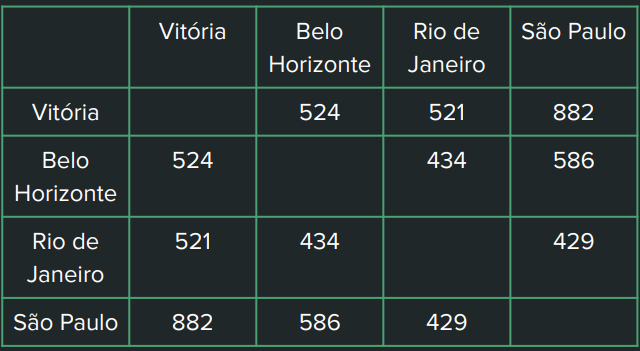 Vitória Belo Horizonte Rio de Janeiro São Paulo
Vitória 524 521 882
Belo Horizonte 524 434 586
Rio de Janeiro 521 434 429
São Paulo 882 586 429